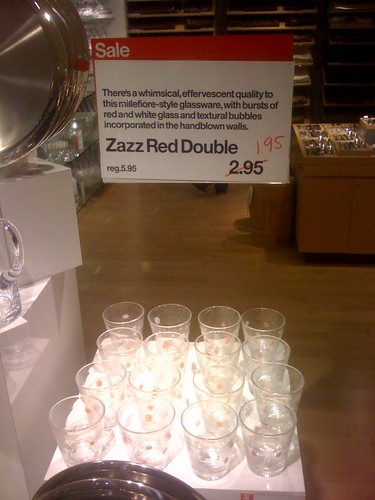 Sale
There's a whimsical, effervescent quality to
this milefiore-style glassware, with bursts of
red and white glass and textural bubbles
incorporated in the handblown walls.
Zazz Red Double 1.95
reg.5.95 2.95